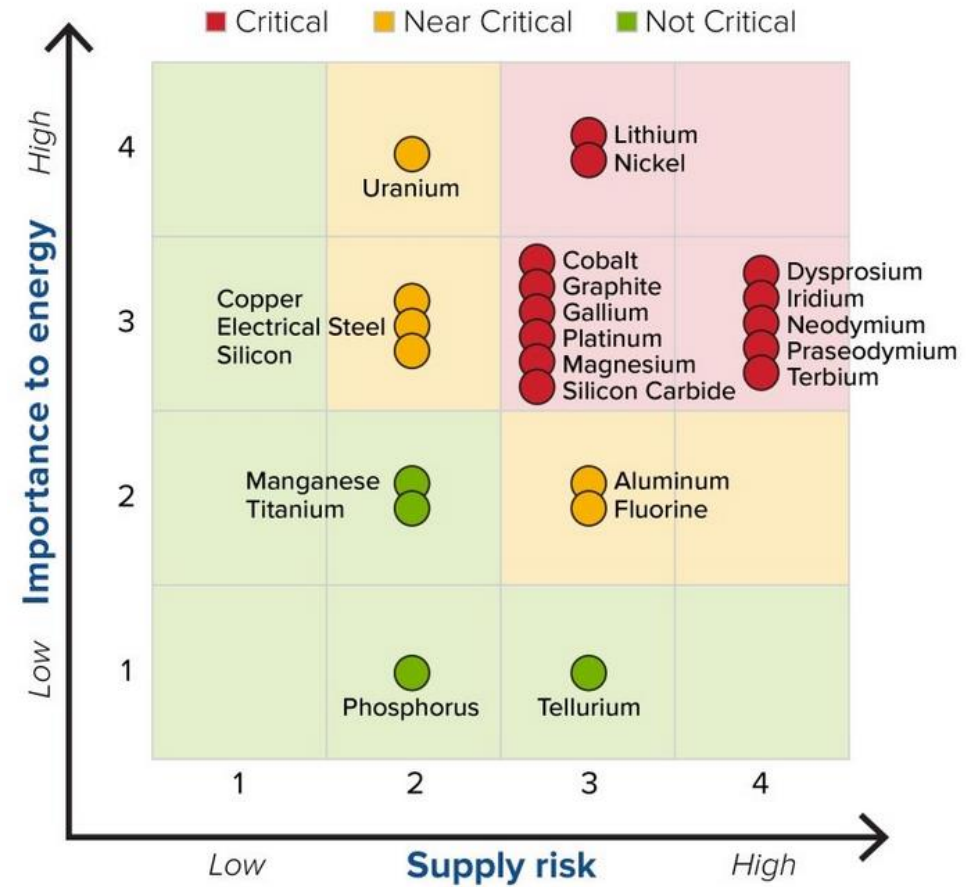 Critical Near Critical Not Critical
High
4
Lithium
Nickel
Uranium
Importance to energy
3
Copper
Electrical Steel
Silicon
Cobalt
Graphite
Gallium
Platinum
Magnesium
Silicon Carbide
Dysprosium
Iridium
Neodymium
Praseodymium
Terbium
2
Manganese
Titanium
Aluminum
Fluorine
Low
1
Phosphorus
Tellurium
1 2 3 4
Low Supply risk High